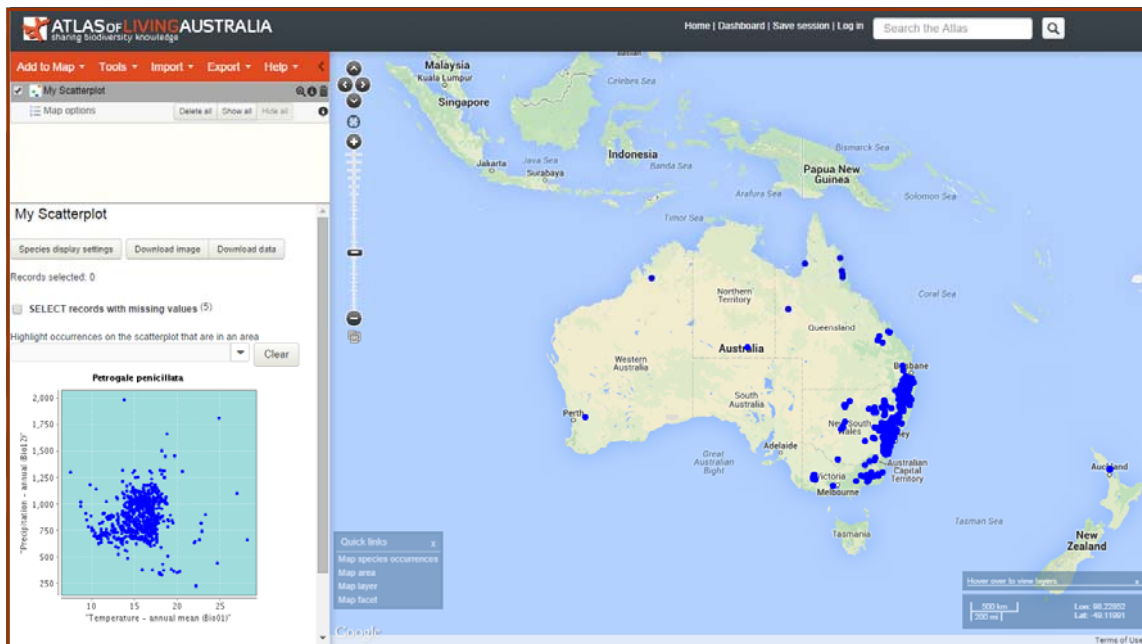 ATLAS OF LIVING AUSTRALIA
sharing biodiversity knowledge
Home | Dashboard | Save session | Log in
Search the Atlas
Add to Map Tools Import Export Help
My Scatterplot
Map options Delete all Show all Hide all
My Scatterplot
Species display settings Download image Download data
Records selected: 0
SELECT records with missing values (5)
Highlight occurrences on the scatterplot that are in an area
Clear
Petrogale penicillata
2,000
1,750
1,500
1,250
1,000
750
500
250
"Precipitation - annual (Bio12)"
10 15 20 25
"Temperature - annual mean (Bio01)"
Malaysia
Kuala Lumpur
Singapore
Celebes Sea
Indonesia
Jakarta
Java Sea
Surabaya
Banda Sea
Papua New
Guinea
Bismarck Sea
Solomon Sea
Arafura Sea
Timor Sea
Coral Sea
Northern
Territory
Queensland
Australia
Western
Australia
South
Australia
Brisbane
Perth
New South
Wales
Adelaide
Great
Australian
Bight
Australian
Capital
Territory
Victoria
Melbourne
Tasmania
Tasman Sea
Auckland
New
Zealand
Quick links x
Map species occurrences
Map area
Map layer
Map facet
Hover over to view layers x
500 km
200 mi
Lon: 98.22852
Lat: -49.11991
Google
Terms of Use